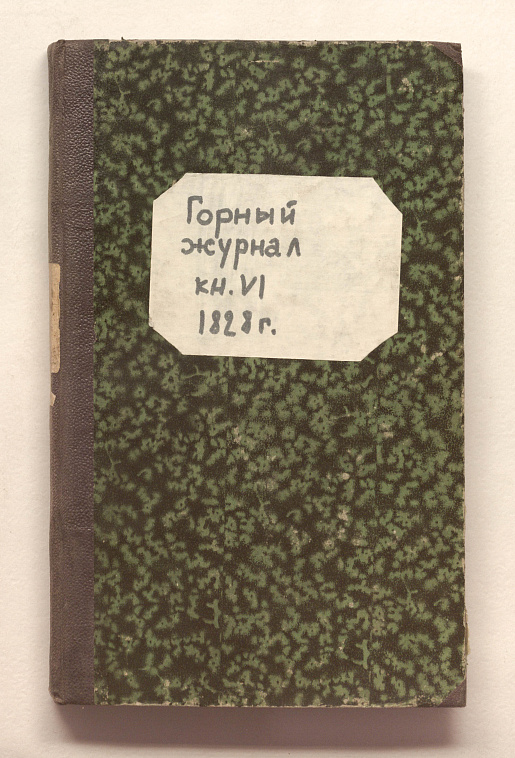 Горный
журнал
кн. VI
1828 г.